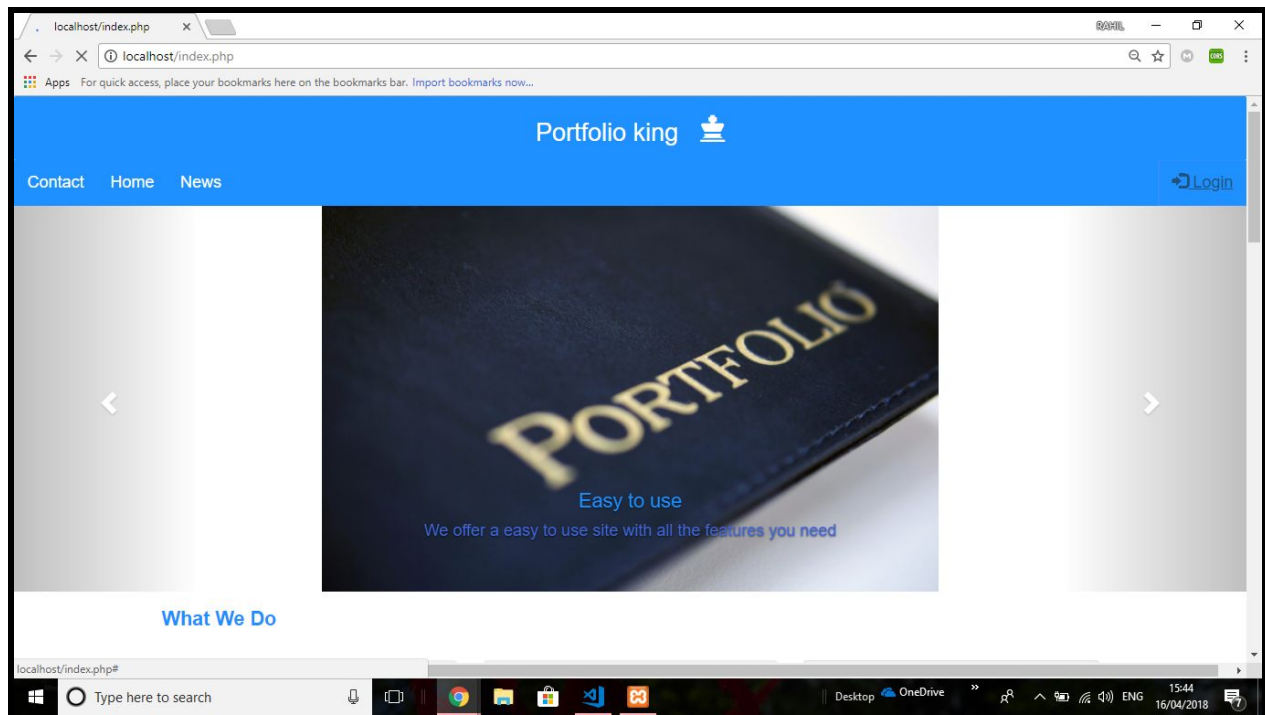 localhost/index.php
RAHIL
localhost/index.php
CORS
Apps For quick access, place your bookmarks here on the bookmarks bar. Import bookmarks now...
Portfolio king
Contact Home News Login
PORTFOLIO
Easy to use
We offer a easy to use site with all the features you need
What We Do
localhost/index.php#
Type here to search Desktop OneDrive ENG 15:44
16/04/2018
7